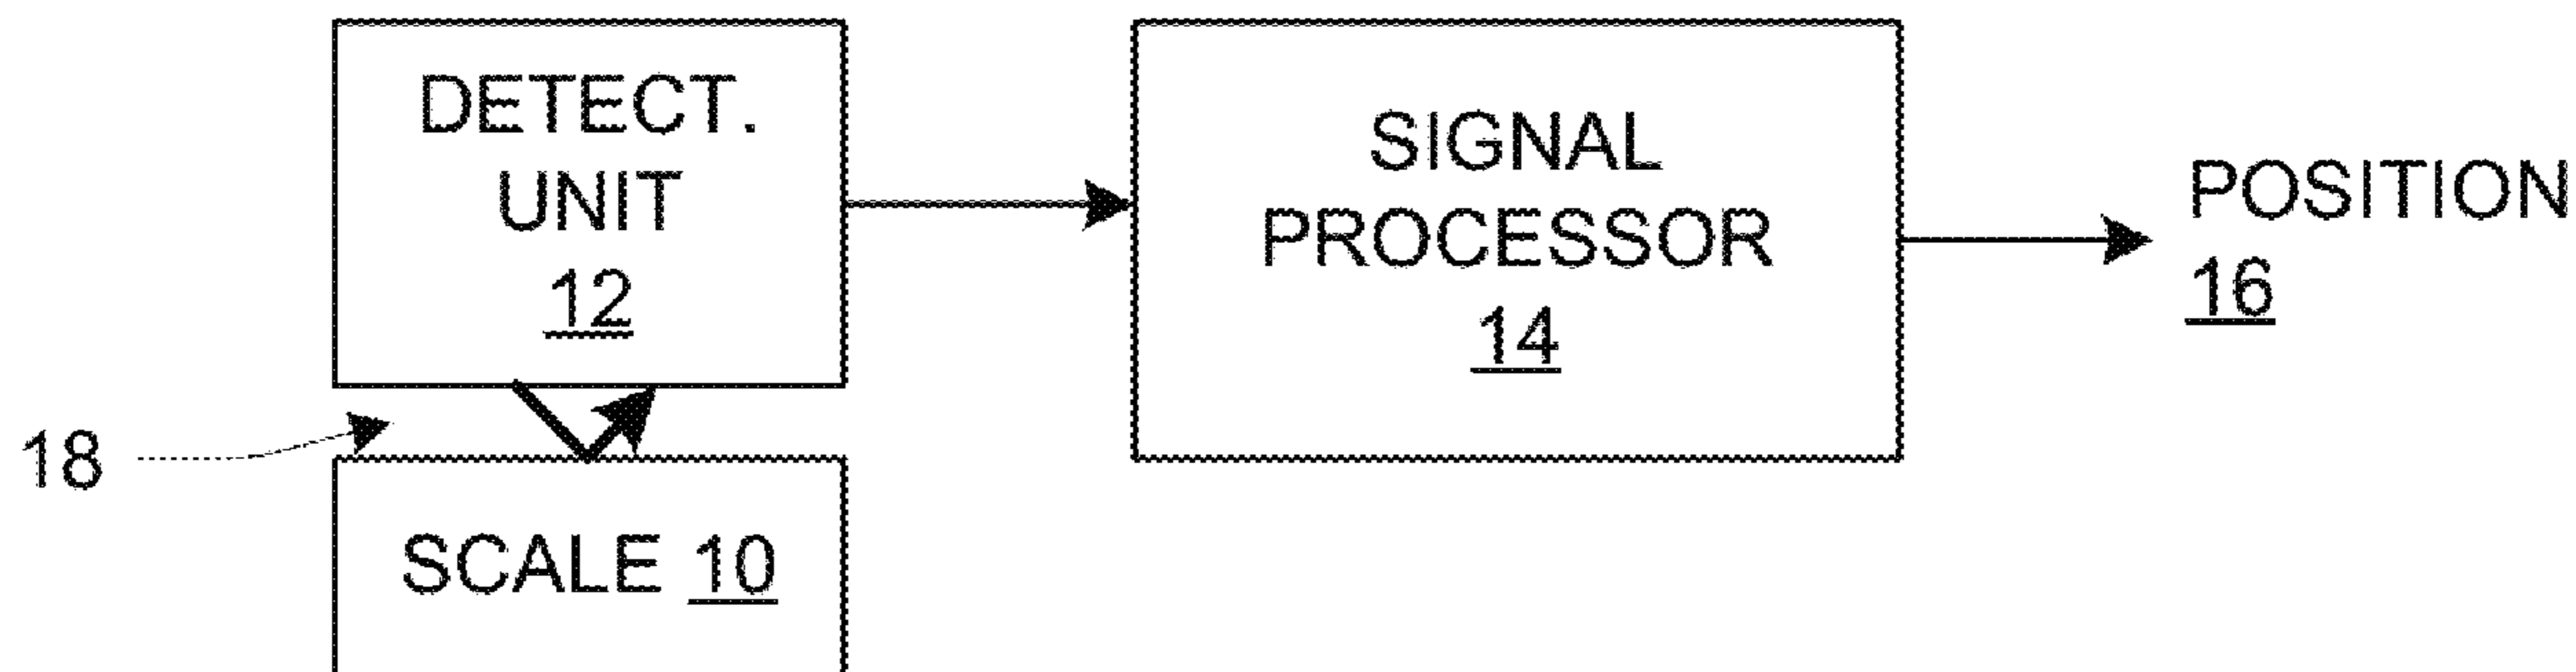 DETECT.
UNIT
12
SIGNAL
PROCESSOR
14
POSITION
16
18
SCALE 10